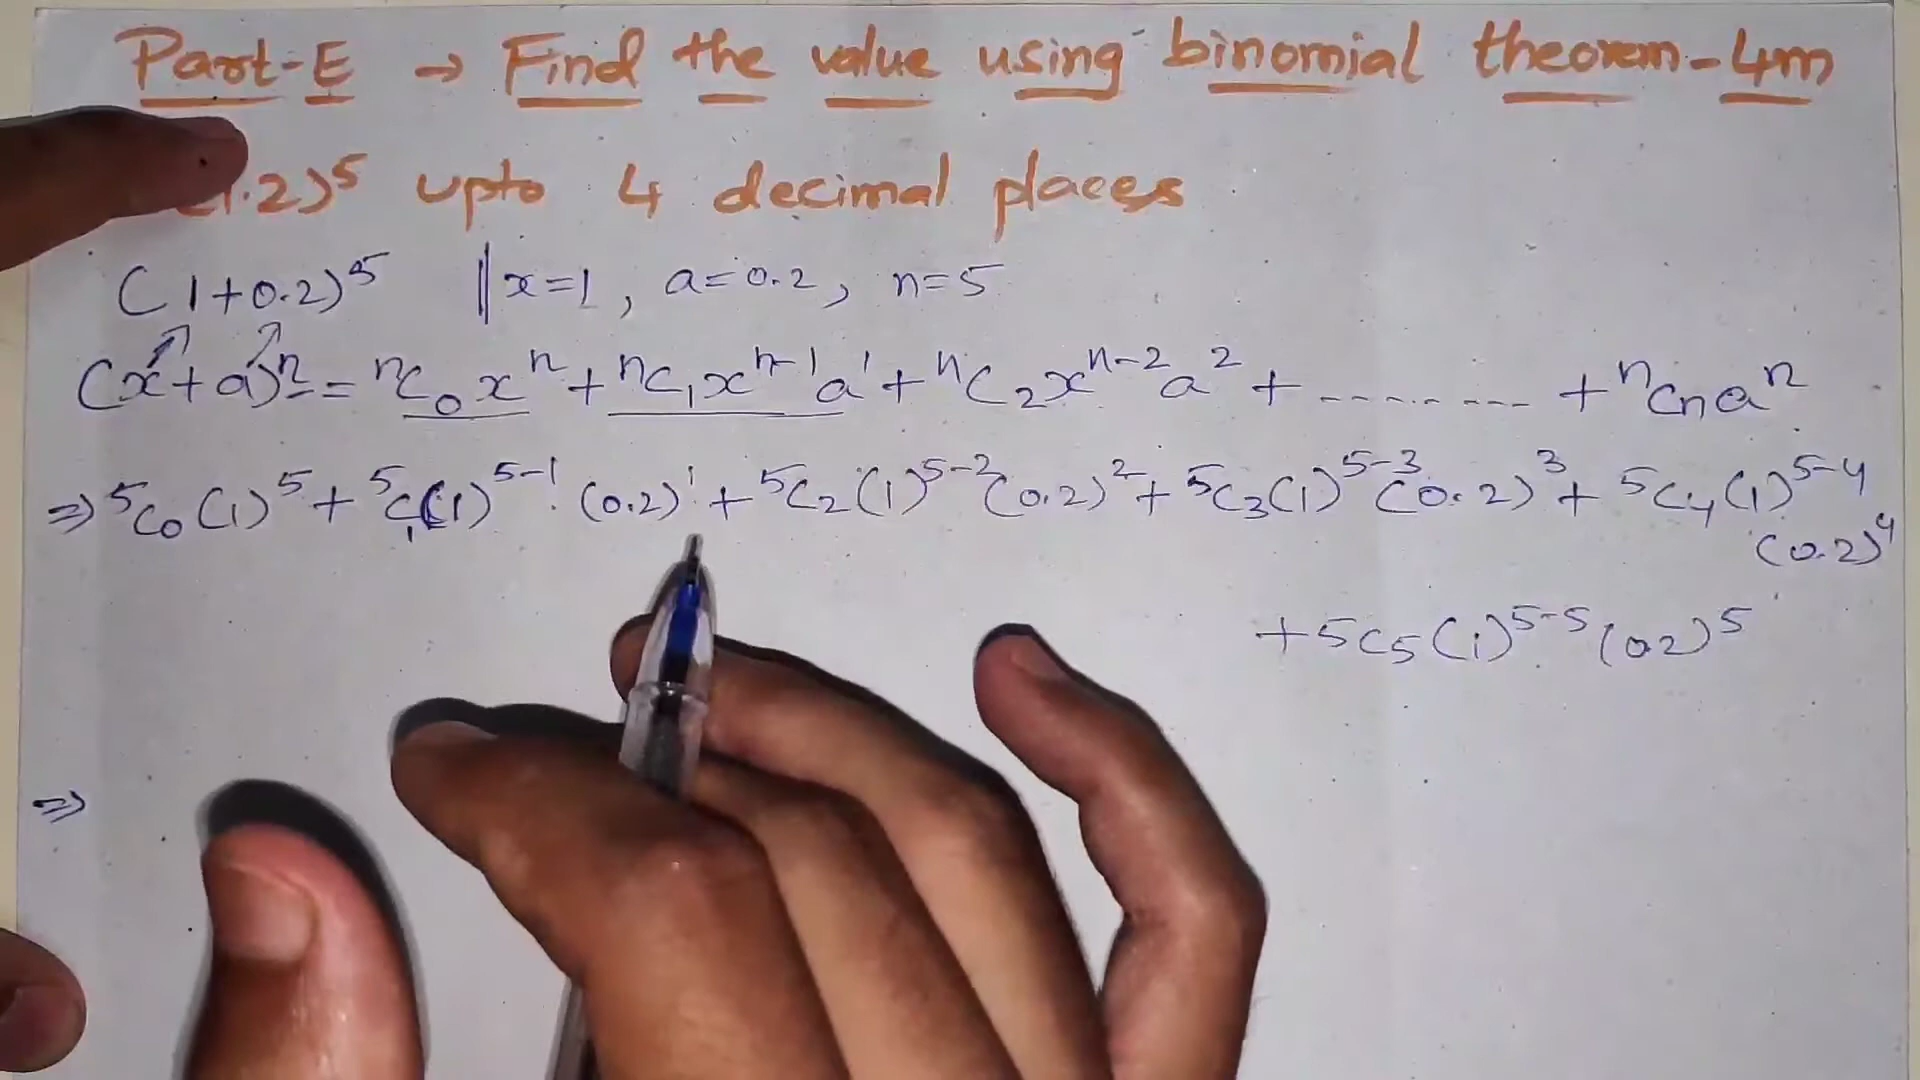 Part-E → Find the value using binomial theorem-4m
1.2)⁵ upto 4 decimal places
(1+0.2)⁵ ||x=1, a=0.2, n=5
(x+a)ⁿ = ⁿC₀xⁿ + ⁿC₁xⁿ⁻¹a¹ + ⁿC₂xⁿ⁻²a² + ......... + ⁿCₙaⁿ
⇒ ⁵C₀(1)⁵ + ⁵C₁(1)⁵⁻¹(0.2)¹ + ⁵C₂(1)⁵⁻²(0.2)² + ⁵C₃(1)⁵⁻³(0.2)³ + ⁵C₄(1)⁵⁻⁴
(0.2)⁴
+5C₅(1)⁵⁻⁵(0.2)⁵
⇒